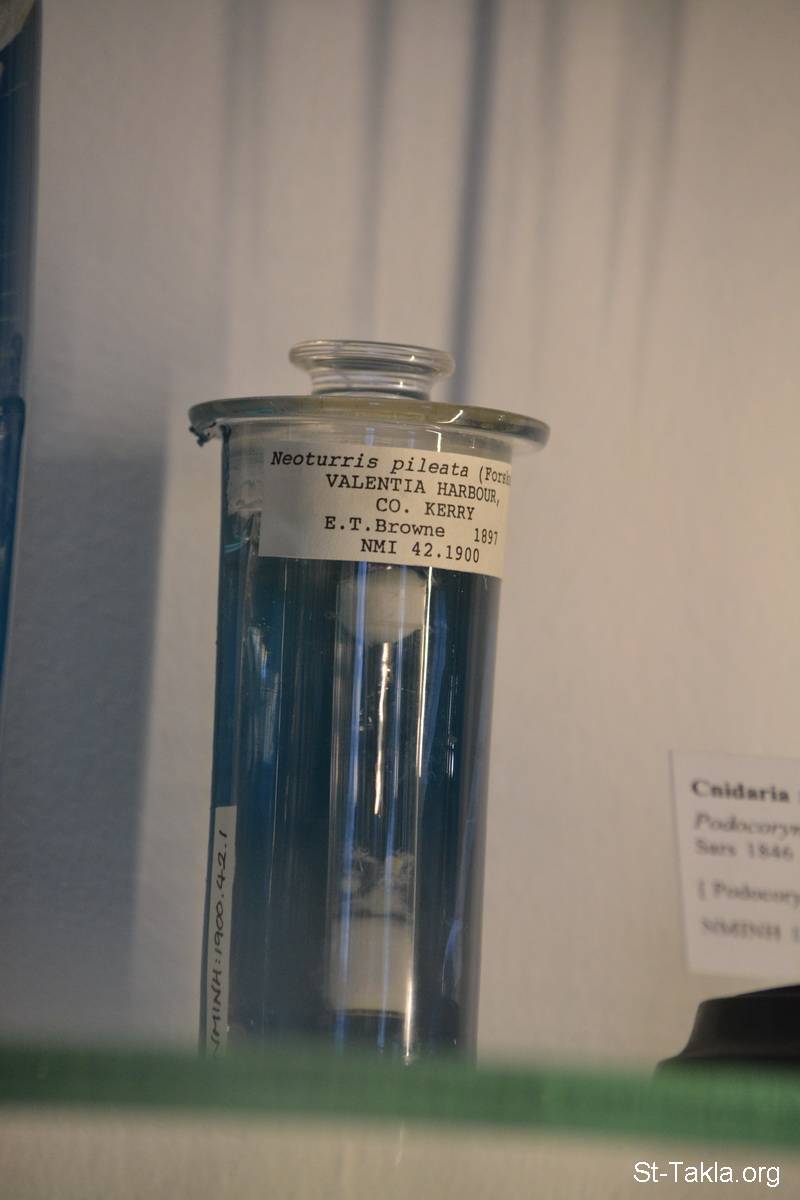 Neoturris pileata
VALENTIA HARBOUR,
CO. KERRY
E.T.Browne 1897
NMI 42.1900
NMINH:1900.42.1
Cnidaria
Sars 1846
[
NMINH
St-Takla.org